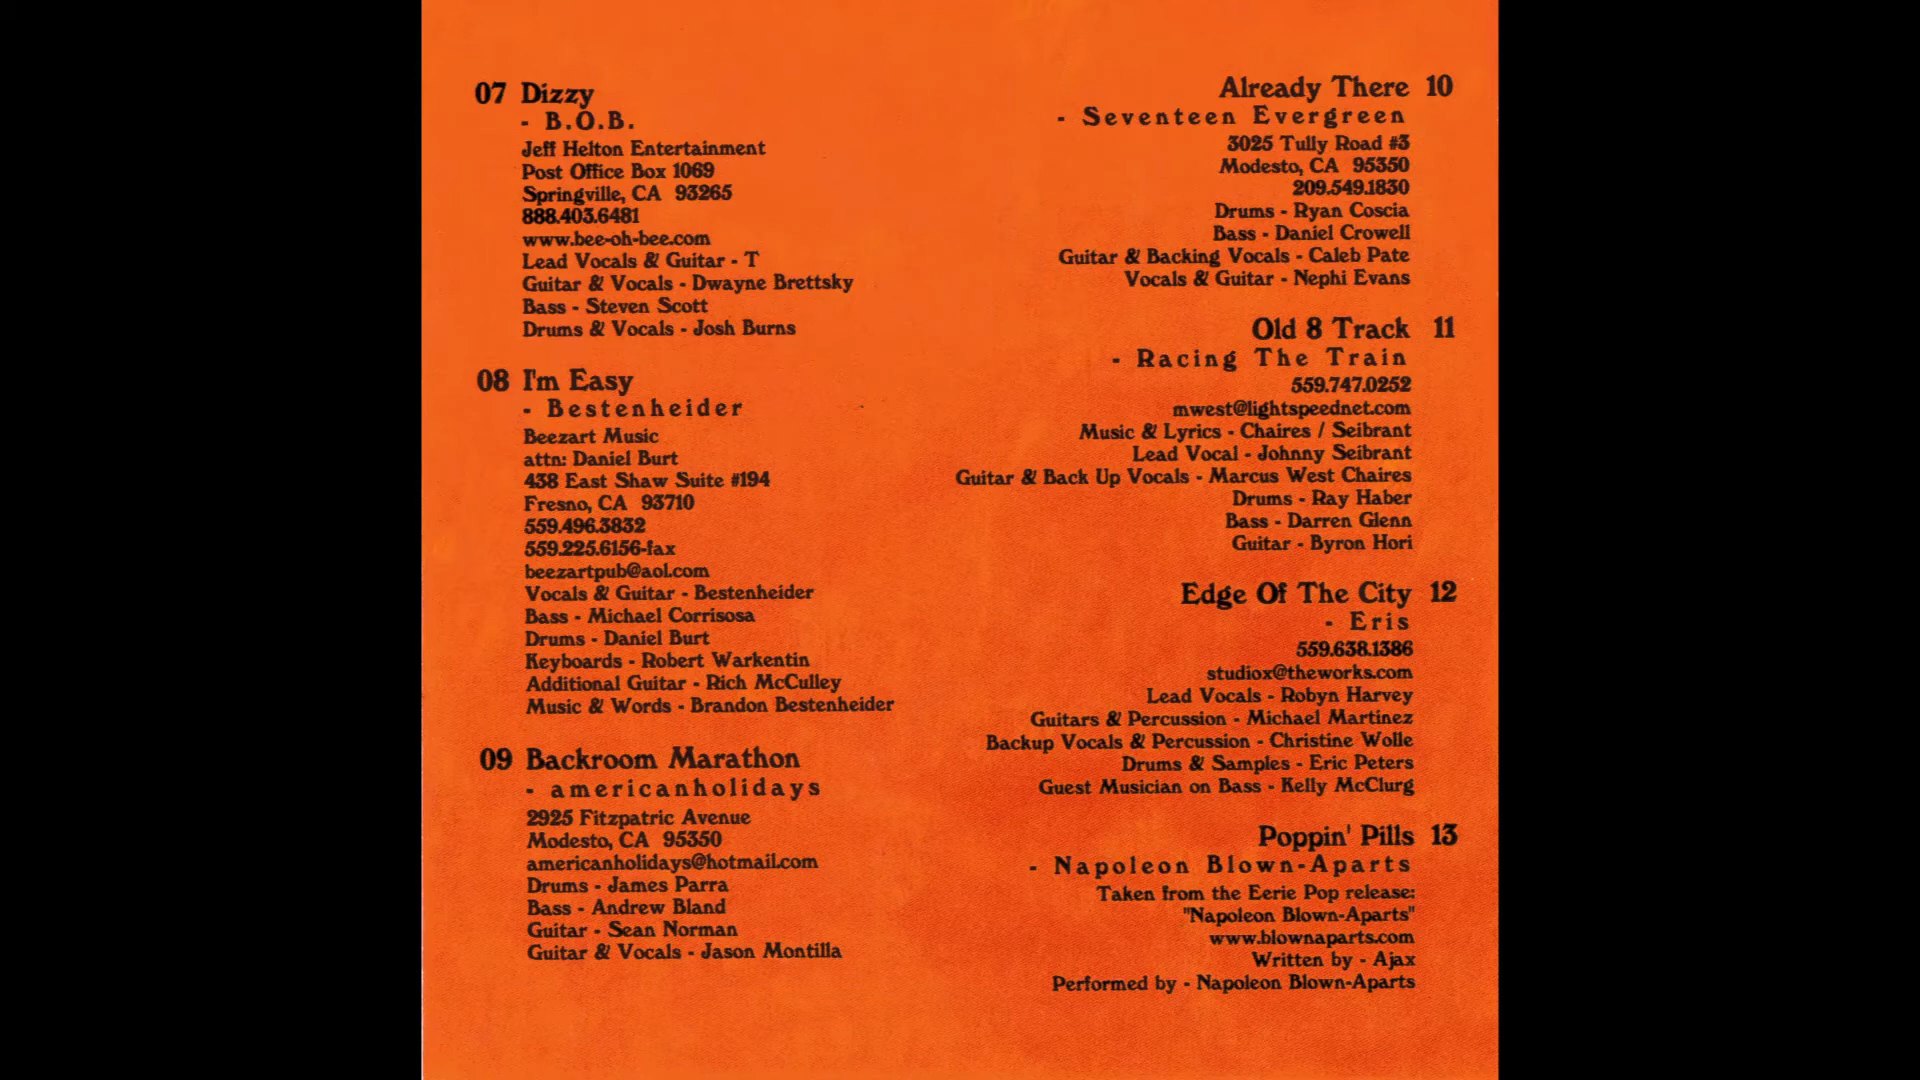 07 Dizzy
- B.O.B.
Jeff Helton Entertainment
Post Office Box 1069
Springville, CA 93265
888.403.6481
www.bee-oh-bee.com
Lead Vocals & Guitar - T
Guitar & Vocals - Dwayne Brettsky
Bass - Steven Scott
Drums & Vocals - Josh Burns
08 I'm Easy
- Bestenheider
Beezart Music
attn: Daniel Burt
438 East Shaw Suite #194
Fresno, CA 93710
559.496.3832
559.225.6156-fax
beezartpub@aol.com
Vocals & Guitar - Bestenheider
Bass - Michael Corrisosa
Drums - Daniel Burt
Keyboards - Robert Warkentin
Additional Guitar - Rich McCulley
Music & Words - Brandon Bestenheider
09 Backroom Marathon
- americanholidays
2925 Fitzpatric Avenue
Modesto, CA 95350
americanholidays@hotmail.com
Drums - James Parra
Bass - Andrew Bland
Guitar - Sean Norman
Guitar & Vocals - Jason Montilla
Already There 10
- Seventeen Evergreen
3025 Tully Road #3
Modesto, CA 95350
209.549.1830
Drums - Ryan Coscia
Bass - Daniel Crowell
Guitar & Backing Vocals - Caleb Pate
Vocals & Guitar - Nephi Evans
Old 8 Track 11
- Racing The Train
559.747.0252
mwest@lightspeednet.com
Music & Lyrics - Chaires / Seibrant
Lead Vocal - Johnny Seibrant
Guitar & Back Up Vocals - Marcus West Chaires
Drums - Ray Haber
Bass - Darren Glenn
Guitar - Byron Hori
Edge Of The City 12
- Eris
559.638.1386
studiox@theworks.com
Lead Vocals - Robyn Harvey
Guitars & Percussion - Michael Martinez
Backup Vocals & Percussion - Christine Wolle
Drums & Samples - Eric Peters
Guest Musician on Bass - Kelly McClurg
Poppin' Pills 13
- Napoleon Blown-Aparts
Taken from the Eerie Pop release:
"Napoleon Blown-Aparts"
www.blownaparts.com
Written by - Ajax
Performed by - Napoleon Blown-Aparts